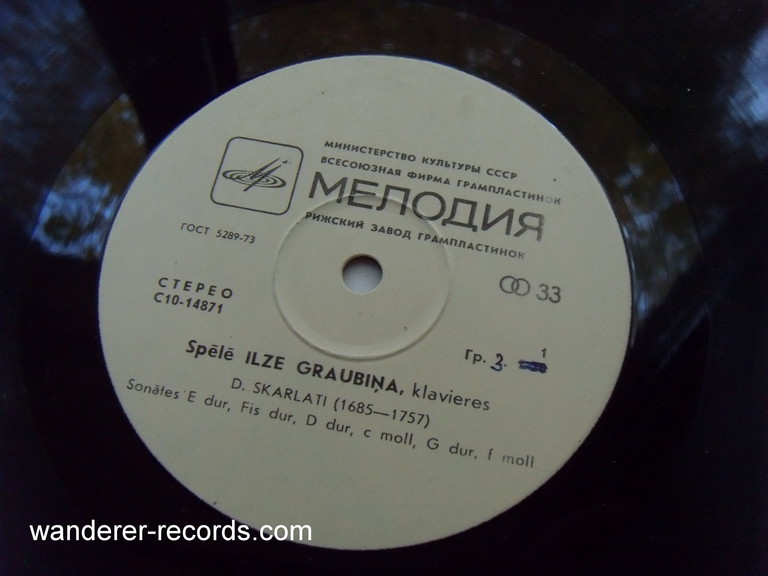 МИНИСТЕРСТВО КУЛЬТУРЫ СССР
ВСЕСОЮЗНАЯ ФИРМА ГРАМПЛАСТИНОК
МЕЛОДИЯ
РИЖСКИЙ ЗАВОД ГРАМПЛАСТИНОК
ГОСТ 5289-73
33
СТЕРЕО
С10-14871
1
Гр. 3.
Spēlē ILZE GRAUBIŅA, klavieres
D. SKARLATI (1685—1757)
Sonātes E dur, Fis dur, D dur, c moll, G dur, f moll
wanderer-records.com